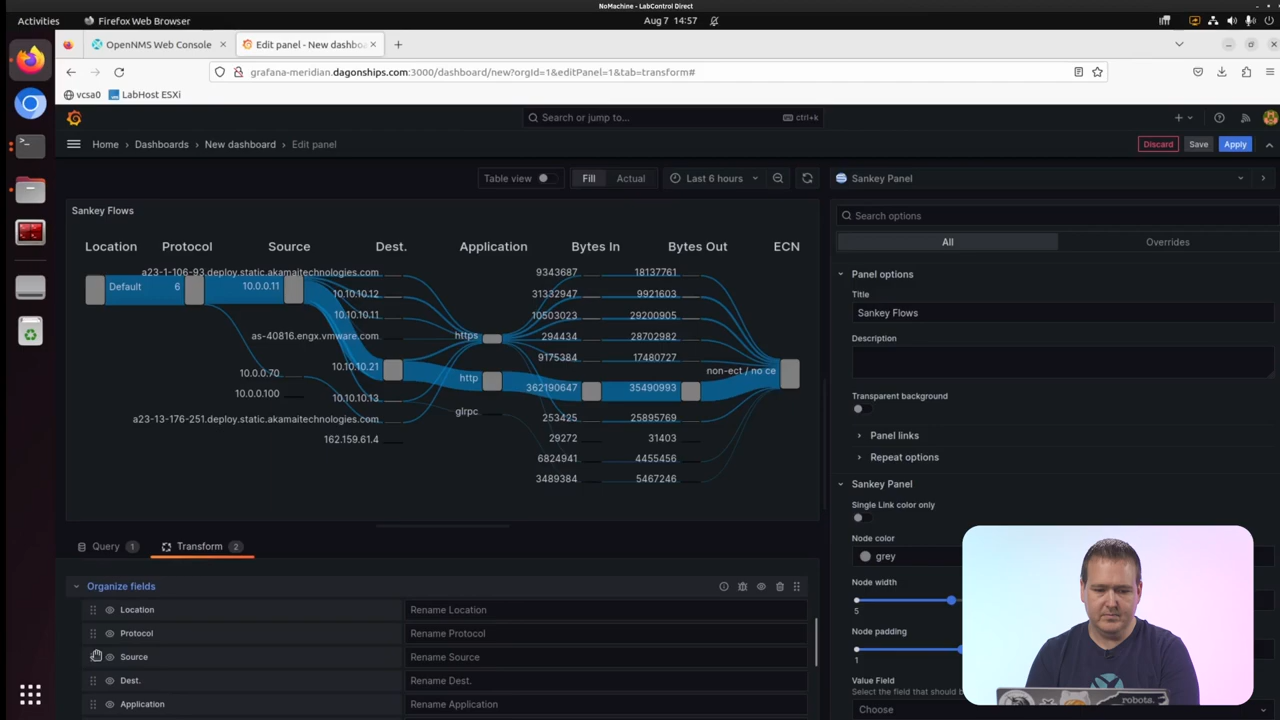 NoMachine - LabControl Direct
Activities
Firefox Web Browser
Aug 7 14:57
OpenNMS Web Console
Edit panel - New dashbo
grafana-meridian.dagonships.com:3000/dashboard/new?orgId=1&editPanel=1&tab=transform#
vcsa0
LabHost ESXi
Search or jump to...
ctrl+k
Home
Dashboards
New dashboard
Edit panel
Discard
Save
Apply
Table view
Fill
Actual
Last 6 hours
Sankey Panel
Sankey Flows
Search options
All
Overrides
Location
Protocol
Source
Dest.
Application
Bytes In
Bytes Out
ECN
Default
6
10.0.0.11
10.0.0.70
10.0.0.100
a23-1-106-93.deploy.static.akamaitechnologies.com
10.10.10.12
10.10.10.11
as-40816.engx.vmware.com
10.10.10.21
10.10.10.13
a23-13-176-251.deploy.static.akamaitechnologies.com
162.159.61.4
https
http
glrpc
9343687
31332947
10503023
294434
9175384
362190647
253425
29272
6824941
3489384
18137761
9921603
29200905
28702982
17480727
35490993
25895769
31403
4455456
5467246
non-ect / no ce
Panel options
Title
Sankey Flows
Description
Transparent background
Panel links
Repeat options
Sankey Panel
Single Link color only
Node color
grey
Node width
5
Node padding
1
Value Field
Select the field that should b
Choose
Query 1
Transform 2
Organize fields
Location
Rename Location
Protocol
Rename Protocol
Source
Rename Source
Dest.
Rename Dest.
Application
Rename Application
robots.